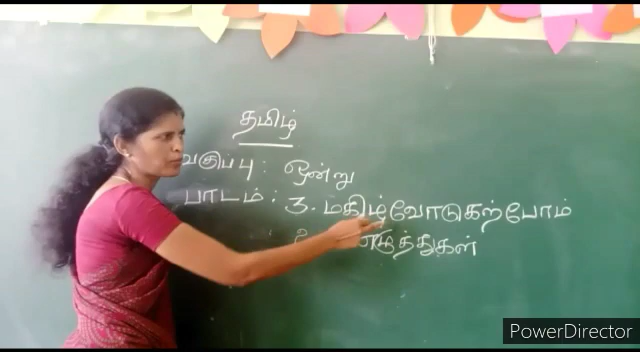 தமிழ்
வகுப்பு : ஒன்று
பாடம் : 3. மகிழ்வோடுகற்போம்
PowerDirector